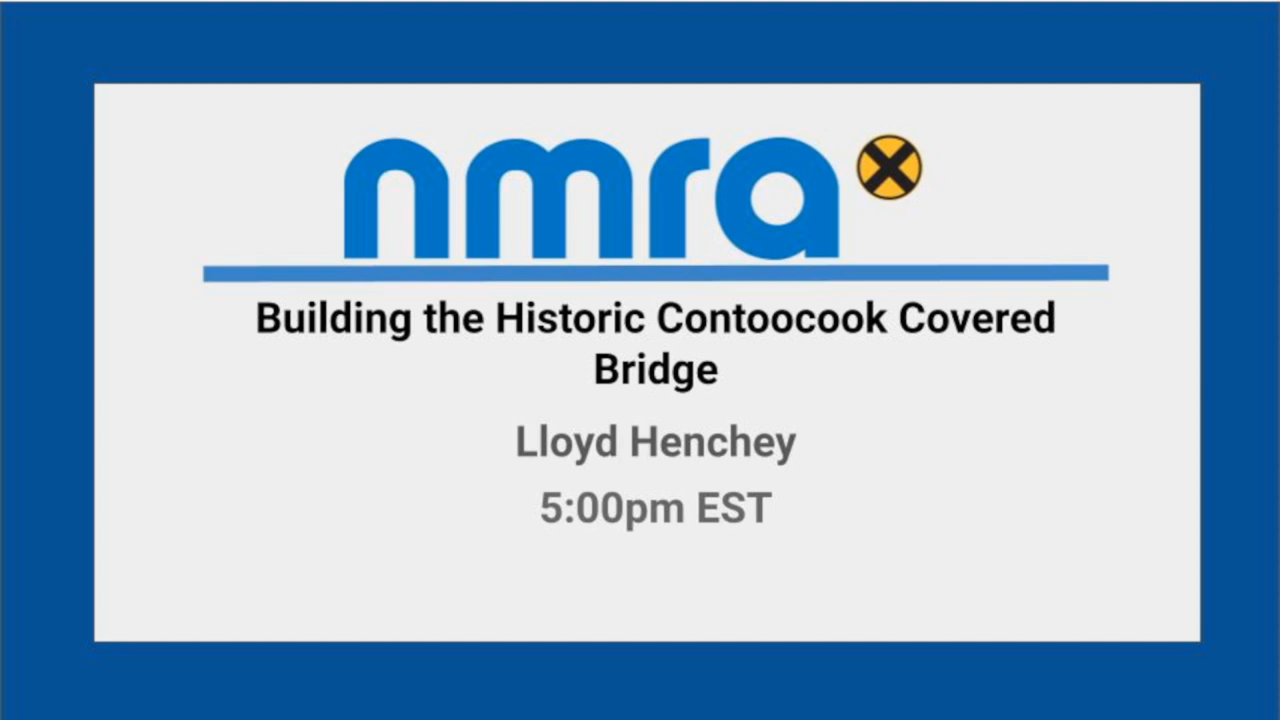 nmra
Building the Historic Contoocook Covered
Bridge
Lloyd Henchey
5:00pm EST